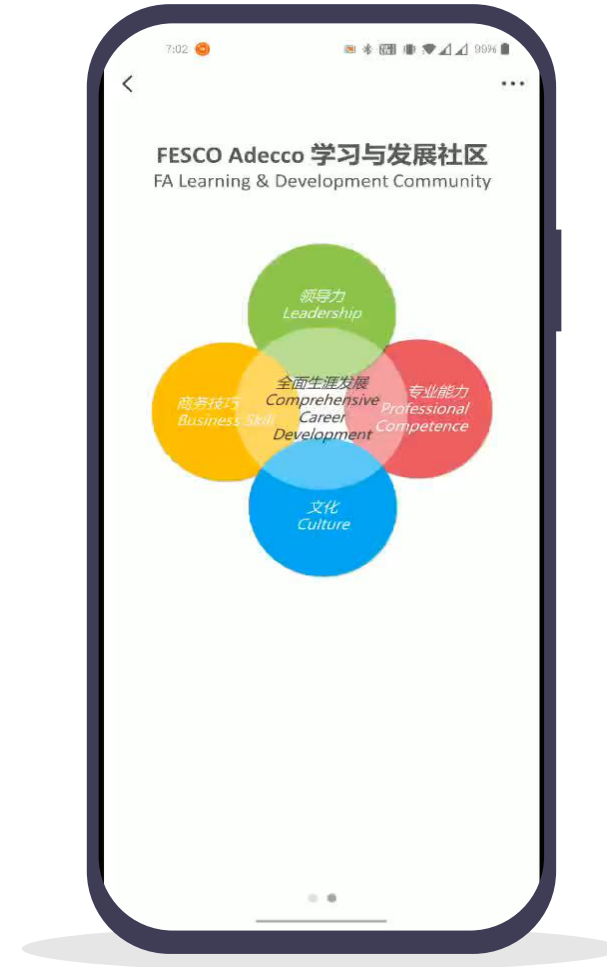 7:02
99%
FESCO Adecco 学习与发展社区
FA Learning & Development Community
领导力
Leadership
商务技巧
Business Skill
全面生涯发展
Comprehensive
Career
Development
专业能力
Professional
Competence
文化
Culture